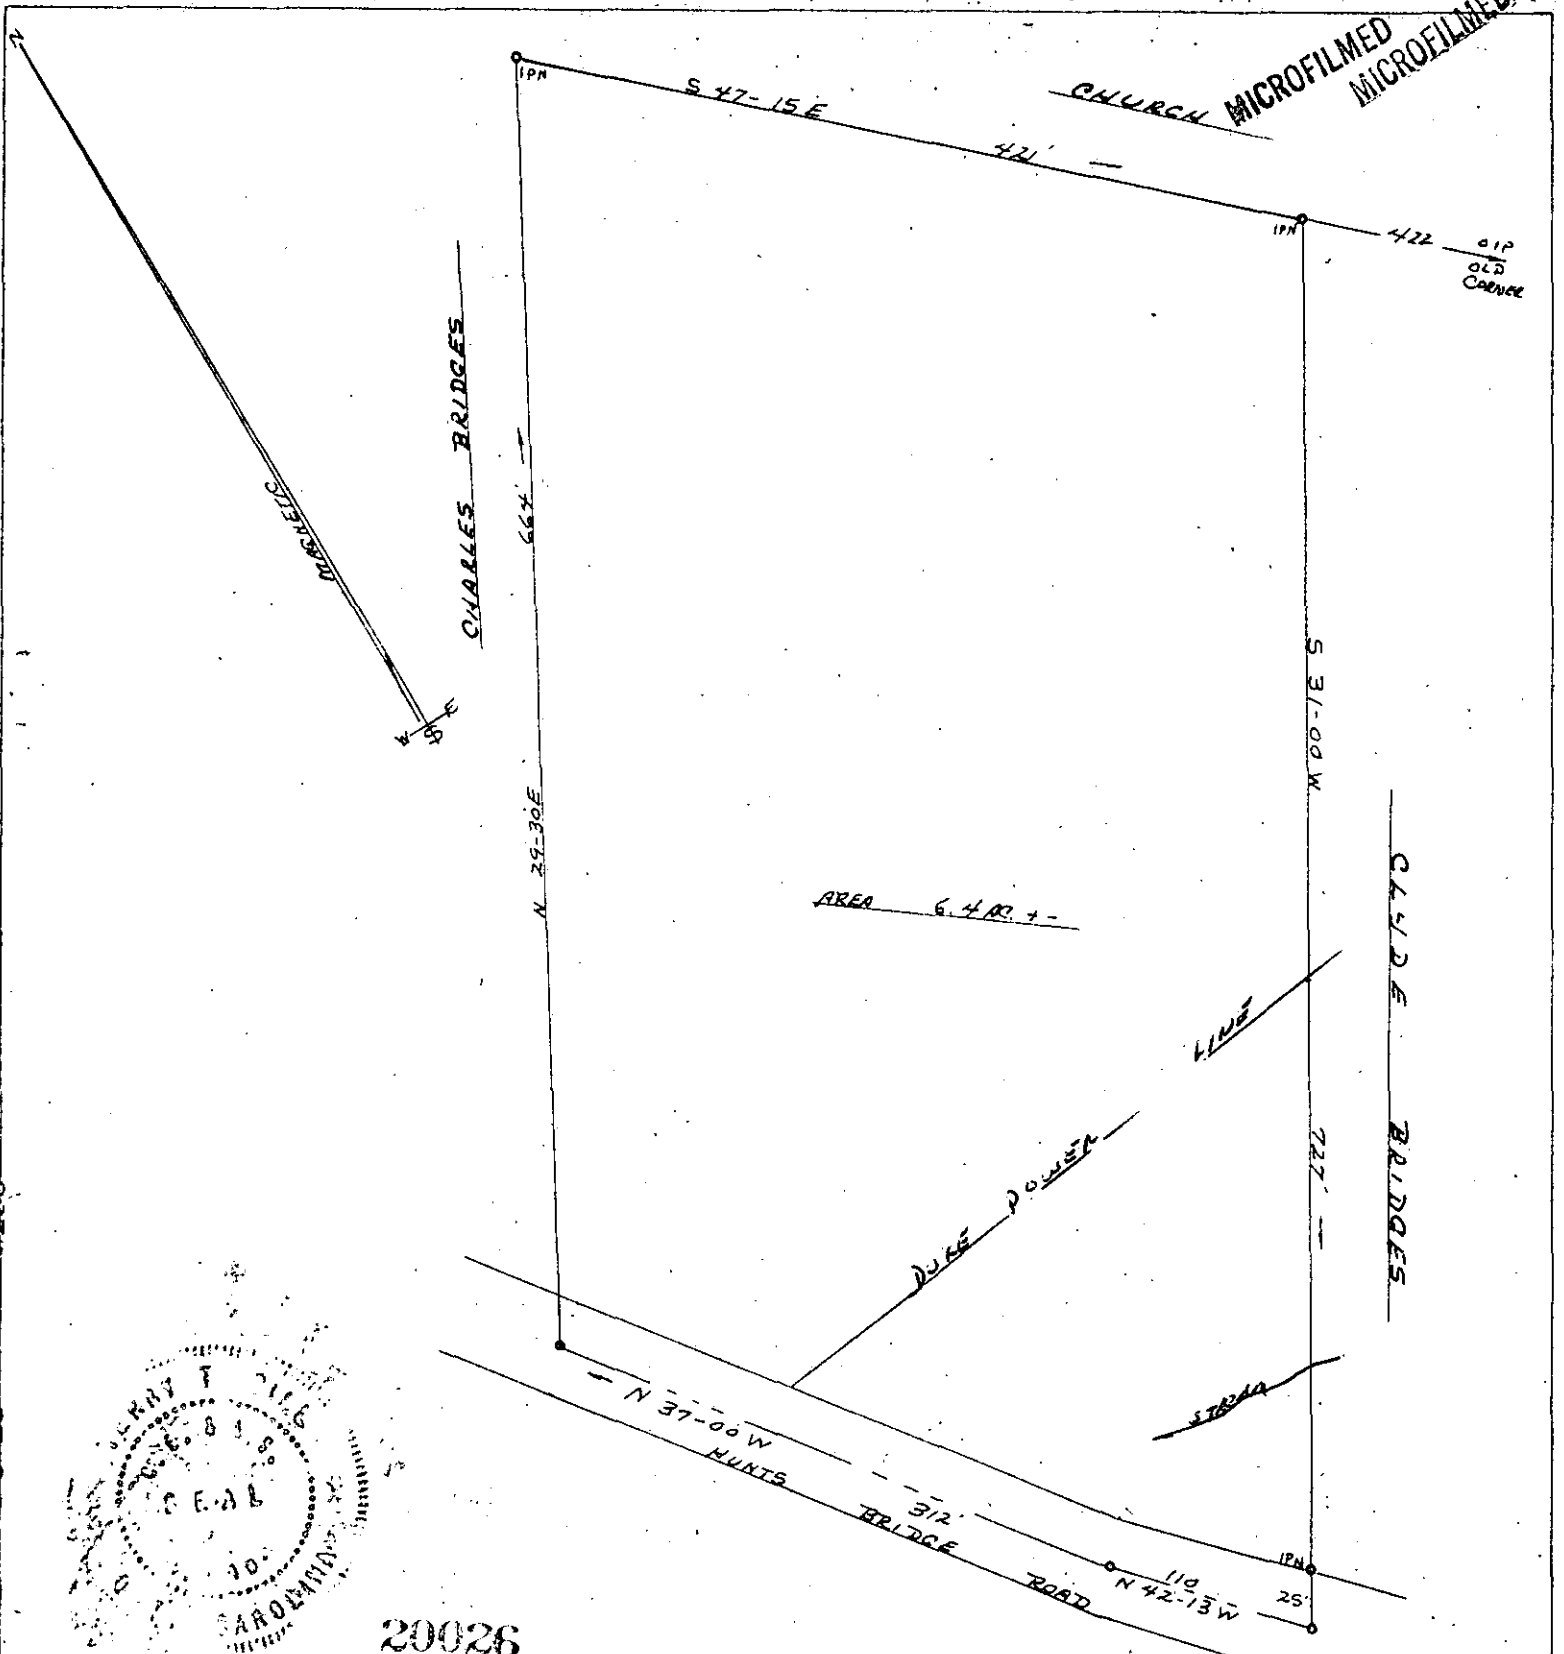 MICROFILMED
MICROFILMED
N
IPN
S 47-15 E
421'
CHURCH
IPN
422
OIP
OLD
CORNER
CHARLES BRIDGES
664'
MAGNETIC
W S E
N 29-30E
S 31-00 W
AREA 6.4 AC. + -
CLYDE BRIDGES
727'
DUKE POWER LINE
STREAM
N 37-00 W
312'
HUNTS BRIDGE ROAD
IPN
110
N 42-13 W
25'
SEAL
20026